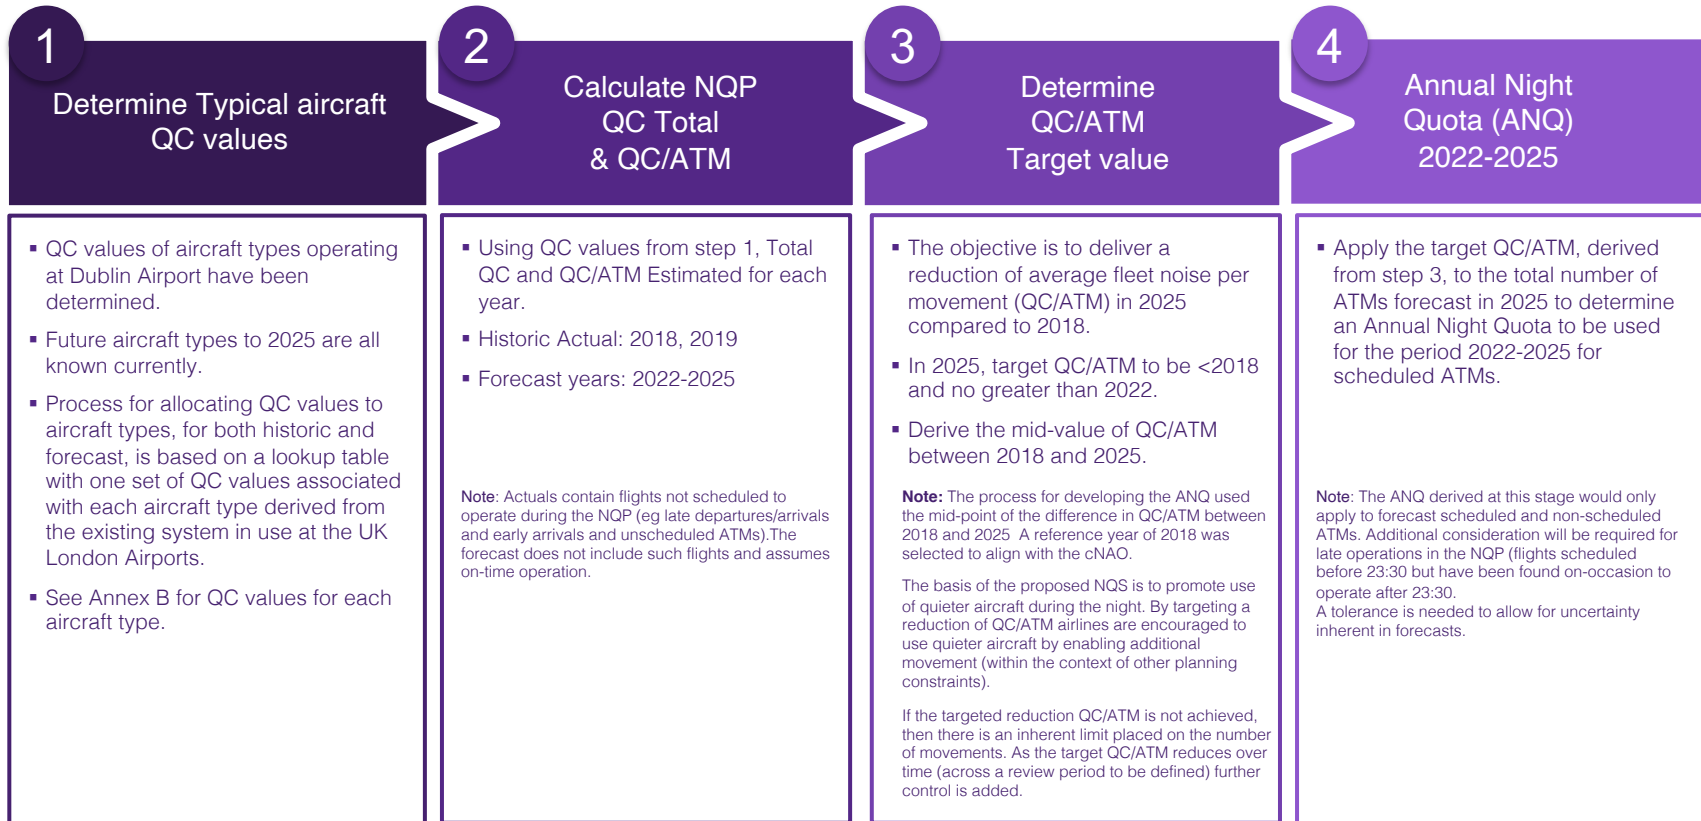 1
Determine Typical aircraft
QC values
▪ QC values of aircraft types operating
at Dublin Airport have been
determined.
▪ Future aircraft types to 2025 are all
known currently.
▪ Process for allocating QC values to
aircraft types, for both historic and
forecast, is based on a lookup table
with one set of QC values associated
with each aircraft type derived from
the existing system in use at the UK
London Airports.
▪ See Annex B for QC values for each
aircraft type.
2
Calculate NQP
QC Total
& QC/ATM
▪ Using QC values from step 1, Total
QC and QC/ATM Estimated for each
year.
▪ Historic Actual: 2018, 2019
▪ Forecast years: 2022-2025
Note: Actuals contain flights not scheduled to
operate during the NQP (eg late departures/arrivals
and early arrivals and unscheduled ATMs).The
forecast does not include such flights and assumes
on-time operation.
3
Determine
QC/ATM
Target value
▪ The objective is to deliver a
reduction of average fleet noise per
movement (QC/ATM) in 2025
compared to 2018.
▪ In 2025, target QC/ATM to be <2018
and no greater than 2022.
▪ Derive the mid-value of QC/ATM
between 2018 and 2025.
Note: The process for developing the ANQ used
the mid-point of the difference in QC/ATM between
2018 and 2025 A reference year of 2018 was
selected to align with the cNAO.
The basis of the proposed NQS is to promote use
of quieter aircraft during the night. By targeting a
reduction of QC/ATM airlines are encouraged to
use quieter aircraft by enabling additional
movement (within the context of other planning
constraints).
If the targeted reduction QC/ATM is not achieved,
then there is an inherent limit placed on the number
of movements. As the target QC/ATM reduces over
time (across a review period to be defined) further
control is added.
4
Annual Night
Quota (ANQ)
2022-2025
▪ Apply the target QC/ATM, derived
from step 3, to the total number of
ATMs forecast in 2025 to determine
an Annual Night Quota to be used
for the period 2022-2025 for
scheduled ATMs.
Note: The ANQ derived at this stage would only
apply to forecast scheduled and non-scheduled
ATMs. Additional consideration will be required for
late operations in the NQP (flights scheduled
before 23:30 but have been found on-occasion to
operate after 23:30.
A tolerance is needed to allow for uncertainty
inherent in forecasts.